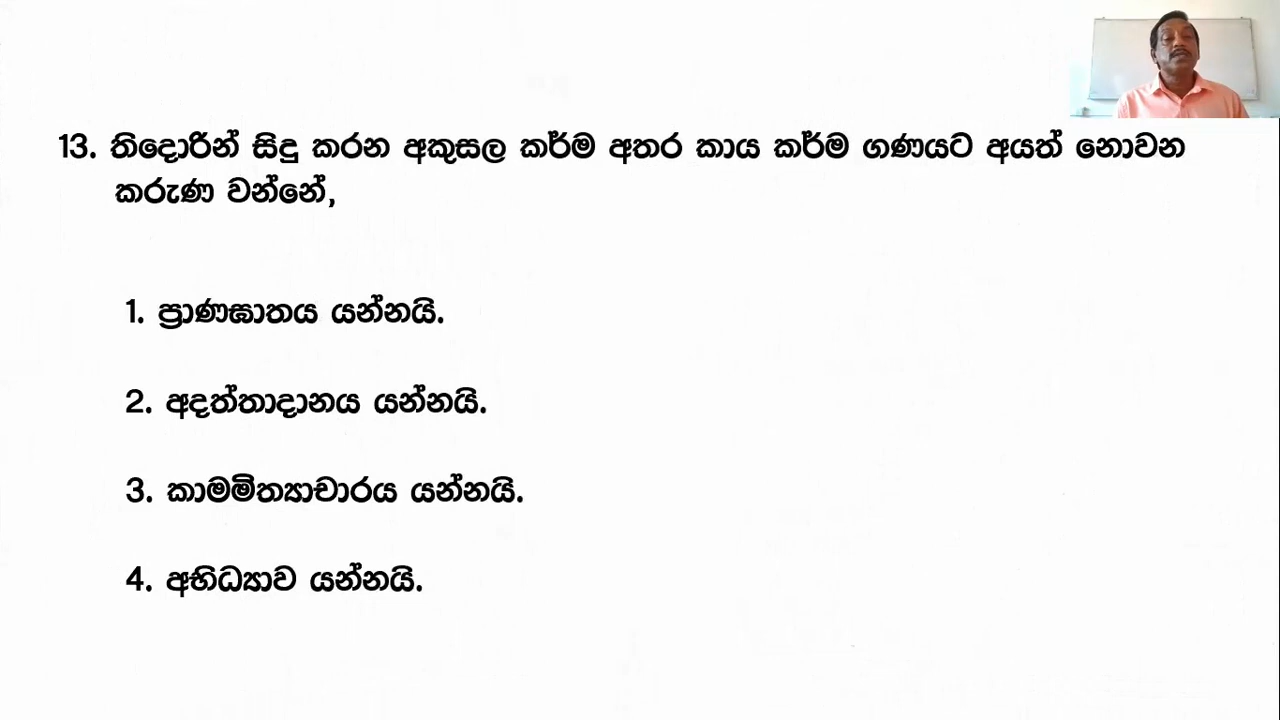 13. තිදොරින් සිදු කරන අකුසල කර්ම අතර කාය කර්ම ගණයට අයත් නොවන
කරුණ වන්නේ,
1. ප්‍රාණඝාතය යන්නයි.
2. අදත්තාදානය යන්නයි.
3. කාමමිත්‍යාචාරය යන්නයි.
4. අභිධ්‍යාව යන්නයි.